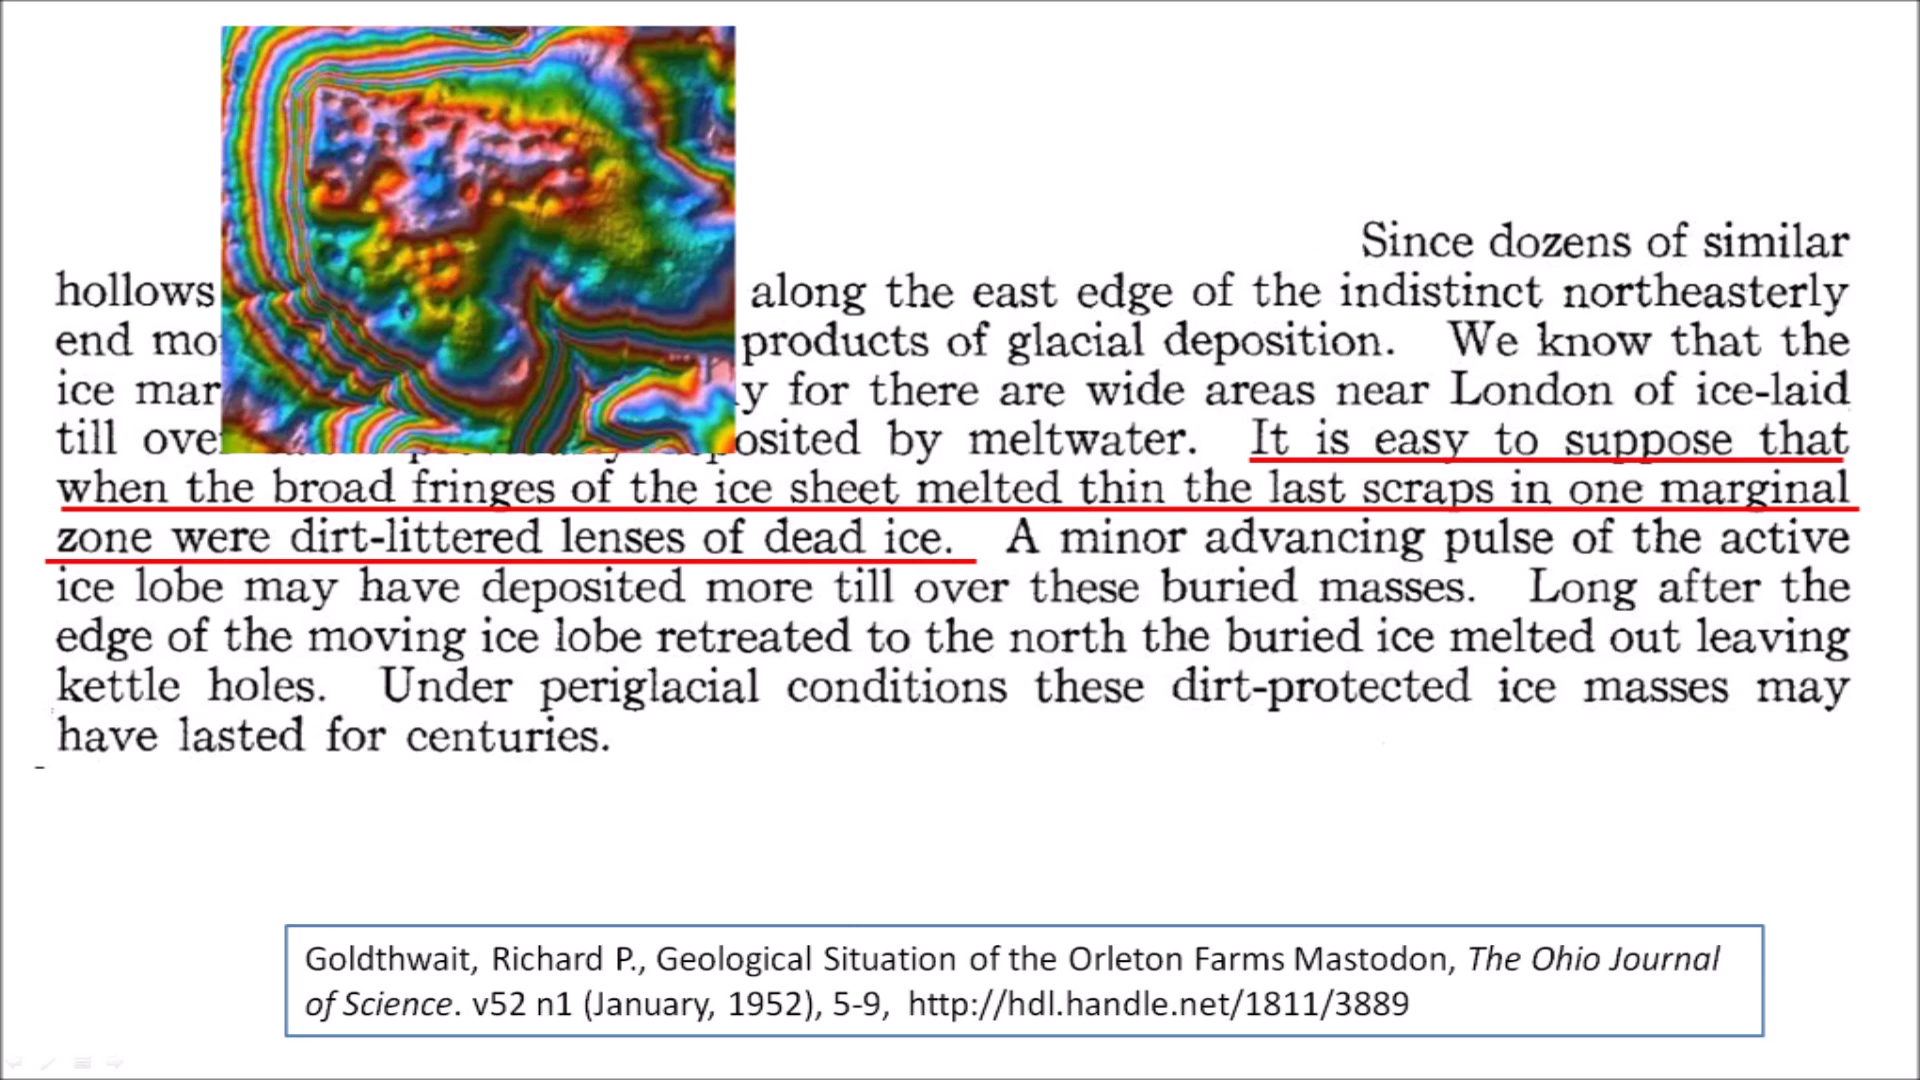 Since dozens of similar
hollows along the east edge of the indistinct northeasterly
end products of glacial deposition. We know that the
ice for there are wide areas near London of ice-laid
till by meltwater. It is easy to suppose that
when the broad fringes of the ice sheet melted thin the last scraps in one marginal
zone were dirt-littered lenses of dead ice. A minor advancing pulse of the active
ice lobe may have deposited more till over these buried masses. Long after the
edge of the moving ice lobe retreated to the north the buried ice melted out leaving
kettle holes. Under periglacial conditions these dirt-protected ice masses may
have lasted for centuries.
Goldthwait, Richard P., Geological Situation of the Orleton Farms Mastodon, The Ohio Journal
of Science. v52 n1 (January, 1952), 5-9, http://hdl.handle.net/1811/3889